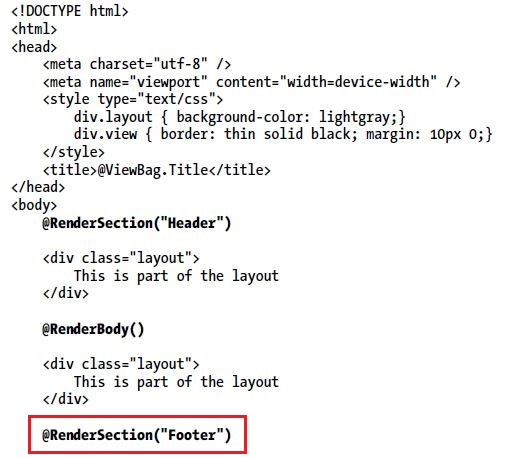 <!DOCTYPE html>
<html>
<head>
    <meta charset="utf-8" />
    <meta name="viewport" content="width=device-width" />
    <style type="text/css">
        div.layout { background-color: lightgray;}
        div.view { border: thin solid black; margin: 10px 0;}
    </style>
    <title>@ViewBag.Title</title>
</head>
<body>
    @RenderSection("Header")

    <div class="layout">
        This is part of the layout
    </div>

    @RenderBody()

    <div class="layout">
        This is part of the layout
    </div>

    @RenderSection("Footer")